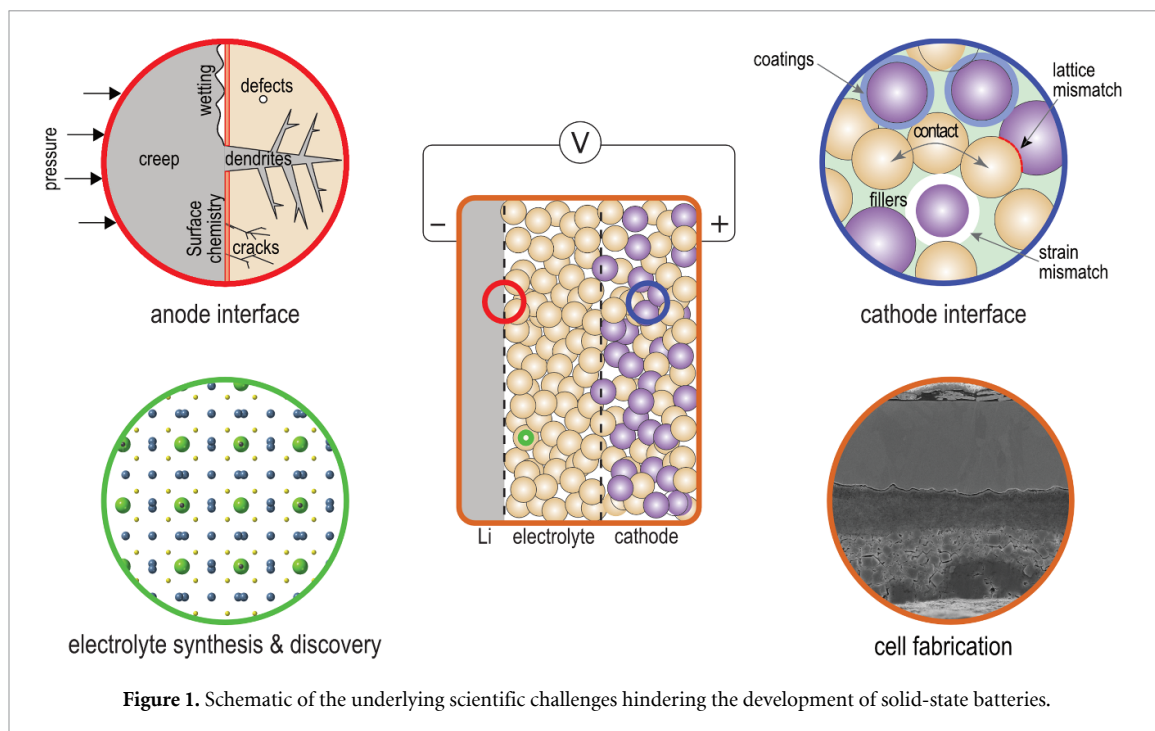 pressure
creep
wetting
Surface
chemistry
defects
dendrites
cracks
anode interface
V
−
+
Li
electrolyte
cathode
coatings
lattice
mismatch
contact
fillers
strain
mismatch
cathode interface
electrolyte synthesis & discovery
cell fabrication
Figure 1. Schematic of the underlying scientific challenges hindering the development of solid-state batteries.